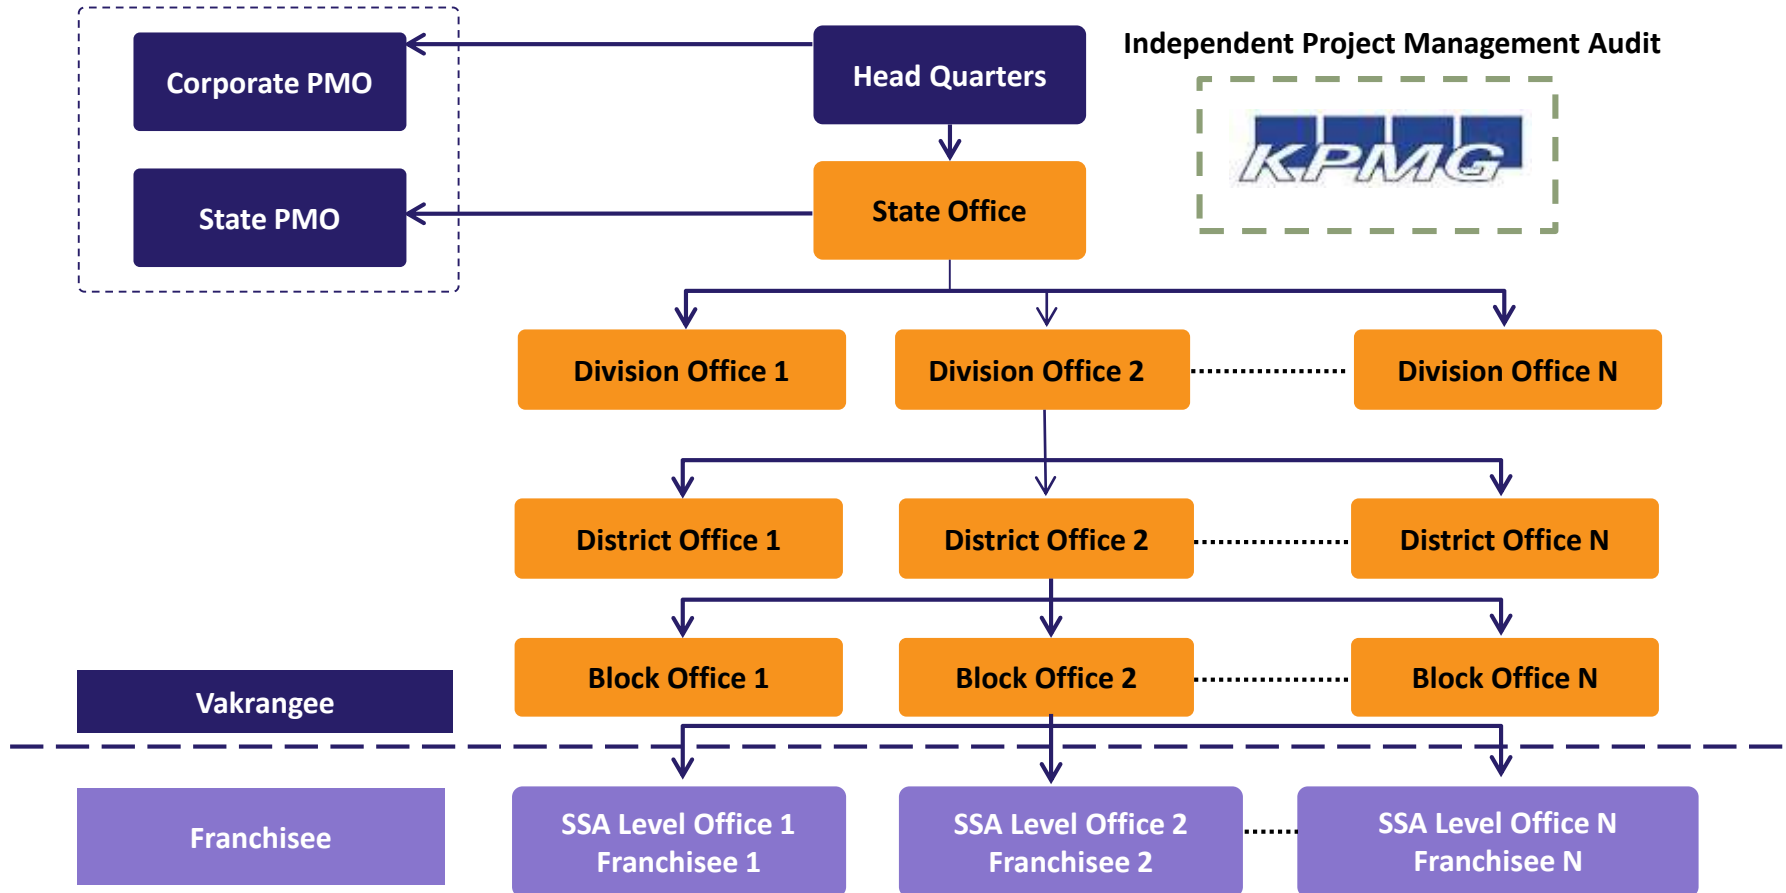 Corporate PMO
Head Quarters
Independent Project Management Audit
KPMG
State PMO
State Office
Division Office 1
Division Office 2
Division Office N
District Office 1
District Office 2
District Office N
Block Office 1
Block Office 2
Block Office N
Vakrangee
Franchisee
SSA Level Office 1
Franchisee 1
SSA Level Office 2
Franchisee 2
SSA Level Office N
Franchisee N